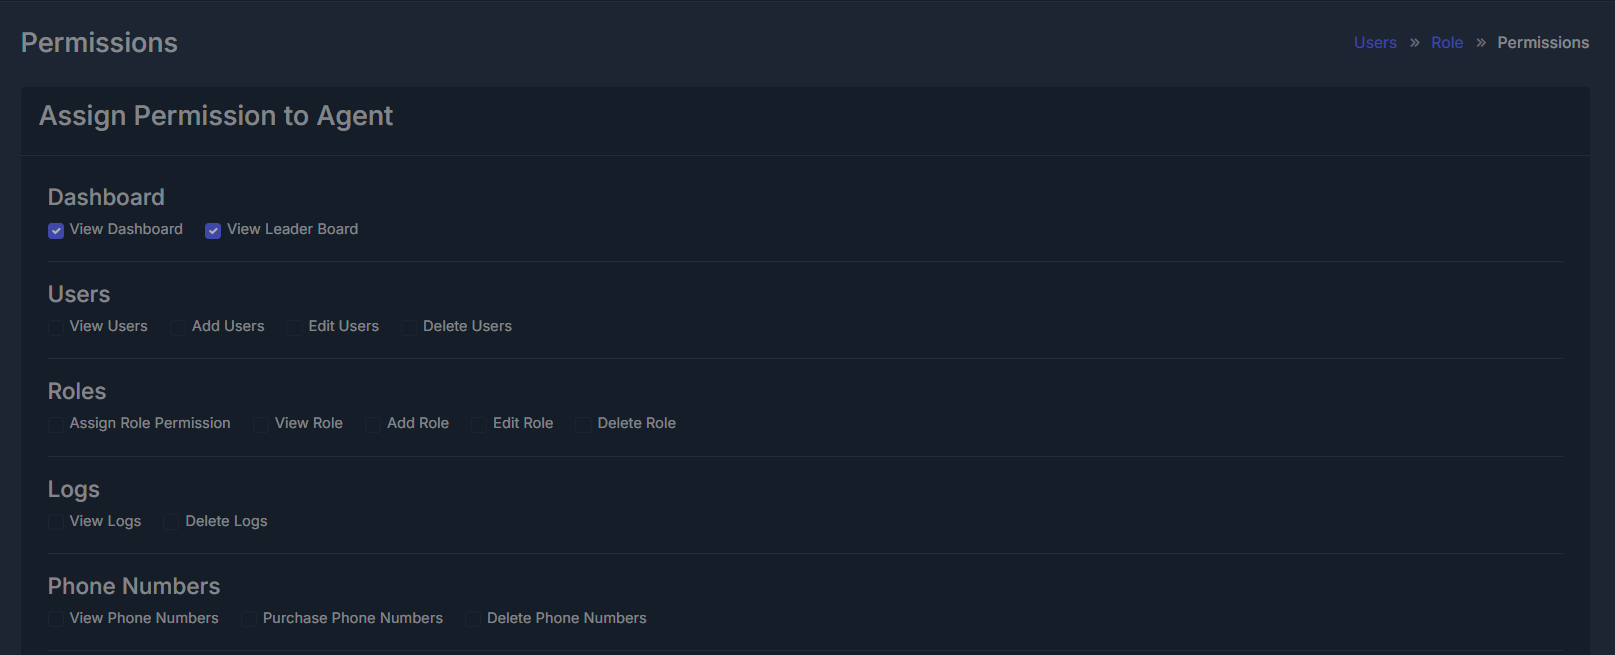 Permissions
Users » Role » Permissions
Assign Permission to Agent
Dashboard
View Dashboard View Leader Board
Users
View Users Add Users Edit Users Delete Users
Roles
Assign Role Permission View Role Add Role Edit Role Delete Role
Logs
View Logs Delete Logs
Phone Numbers
View Phone Numbers Purchase Phone Numbers Delete Phone Numbers